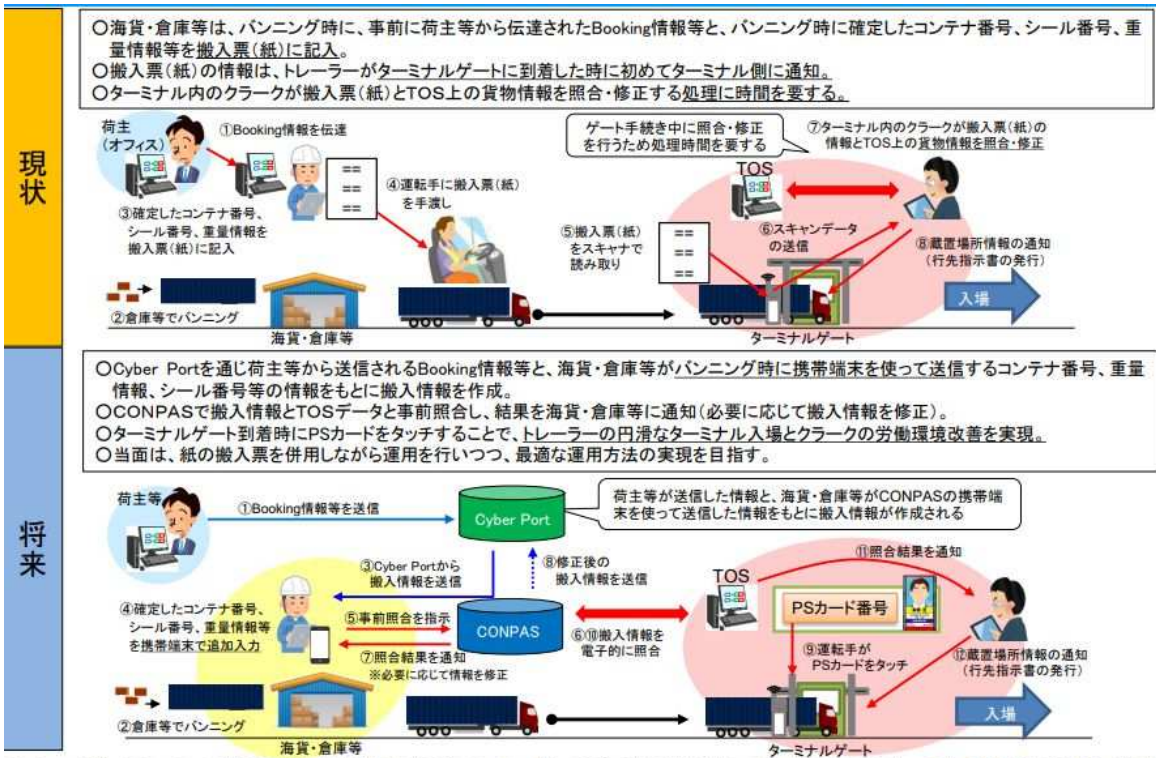 現状
○海貨・倉庫等は、バンニング時に、事前に荷主等から伝達されたBooking情報等と、バンニング時に確定したコンテナ番号、シール番号、重
量情報等を搬入票(紙)に記入。
○搬入票(紙)の情報は、トレーラーがターミナルゲートに到着した時に初めてターミナル側に通知。
○ターミナル内のクラークが搬入票(紙)とTOS上の貨物情報を照合・修正する処理に時間を要する。
荷主
(オフィス)
①Booking情報を伝達
③確定したコンテナ番号、
シール番号、重量情報を
搬入票(紙)に記入
④運転手に搬入票(紙)
を手渡し
②倉庫等でバンニング
海貨・倉庫等
ゲート手続き中に照合・修正
を行うため処理時間を要する
⑦ターミナル内のクラークが搬入票(紙)の
情報とTOS上の貨物情報を照合・修正
TOS
⑤搬入票(紙)
をスキャナで
読み取り
⑥スキャンデータ
の送信
⑧蔵置場所情報の通知
(行先指示書の発行)
入場
ターミナルゲート
将来
○Cyber Portを通じ荷主等から送信されるBooking情報等と、海貨・倉庫等がバンニング時に携帯端末を使って送信するコンテナ番号、重量
情報、シール番号等の情報をもとに搬入情報を作成。
○CONPASで搬入情報とTOSデータと事前照合し、結果を海貨・倉庫等に通知(必要に応じて搬入情報を修正)。
○ターミナルゲート到着時にPSカードをタッチすることで、トレーラーの円滑なターミナル入場とクラークの労働環境改善を実現。
○当面は、紙の搬入票を併用しながら運用を行いつつ、最適な運用方法の実現を目指す。
荷主等
①Booking情報等を送信
Cyber Port
荷主等が送信した情報と、海貨・倉庫等がCONPASの携帯端
末を使って送信した情報をもとに搬入情報が作成される
③Cyber Portから
搬入情報を送信
⑧修正後の
搬入情報を送信
④確定したコンテナ番号、
シール番号、重量情報等
を携帯端末で追加入力
⑤事前照合を指示
CONPAS
⑦照合結果を通知
※必要に応じて情報を修正
⑥⑩搬入情報を
電子的に照合
TOS
⑪照合結果を通知
PSカード番号
⑨運転手が
PSカードをタッチ
⑫蔵置場所情報の通知
(行先指示書の発行)
②倉庫等でバンニング
海貨・倉庫等
入場
ターミナルゲート